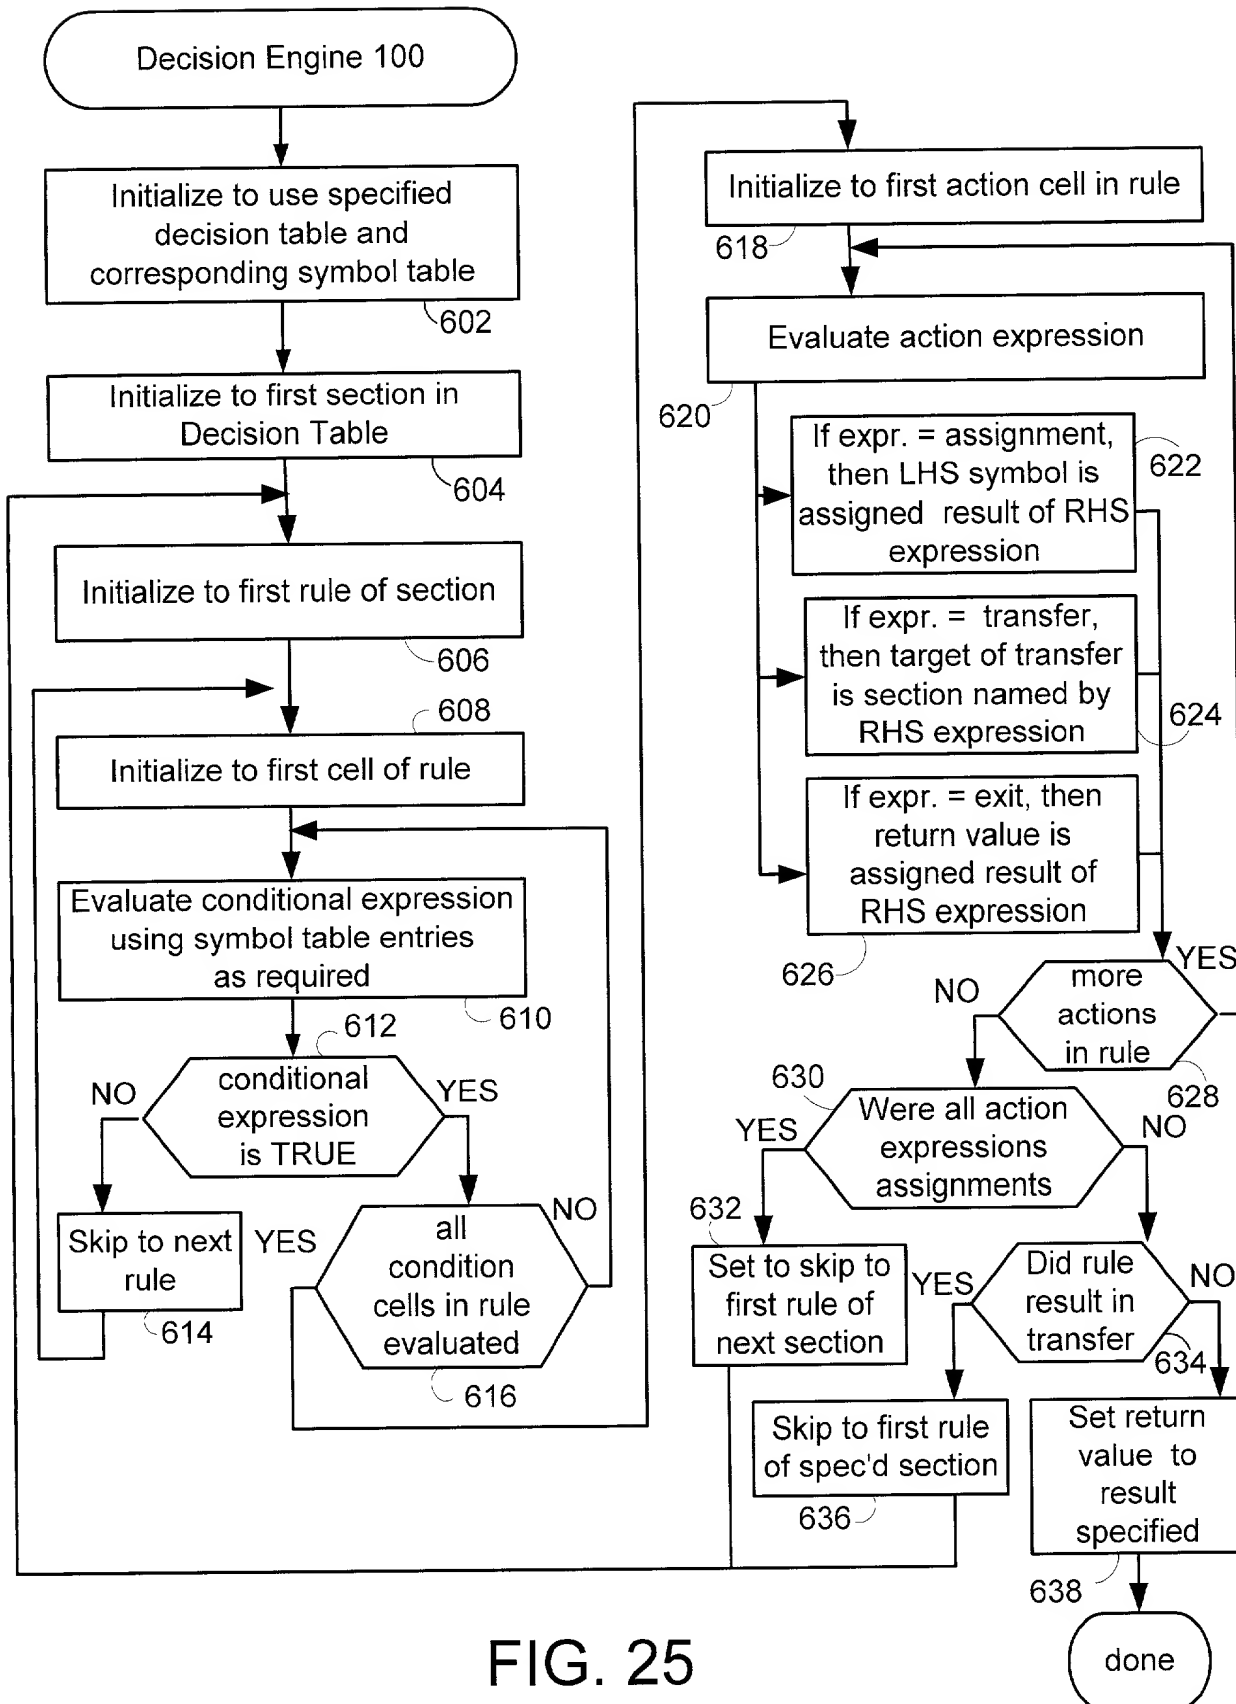 Decision Engine 100
Initialize to use specified
decision table and
corresponding symbol table
602
Initialize to first section in
Decision Table
604
Initialize to first rule of section
606
608
Initialize to first cell of rule
Evaluate conditional expression
using symbol table entries
as required
610
612
conditional
expression
is TRUE
NO
YES
Skip to next
rule
614
YES
all
condition
cells in rule
evaluated
NO
616
Initialize to first action cell in rule
618
Evaluate action expression
620
If expr. = assignment,
then LHS symbol is
assigned result of RHS
expression
622
If expr. = transfer,
then target of transfer
is section named by
RHS expression
624
If expr. = exit, then
return value is
assigned result of
RHS expression
626
YES
NO
more
actions
in rule
628
630
Were all action
expressions
assignments
YES
NO
632
Set to skip to
first rule of
next section
YES
Did rule
result in
transfer
NO
634
Skip to first rule
of spec'd section
636
Set return
value to
result
specified
638
done
FIG. 25